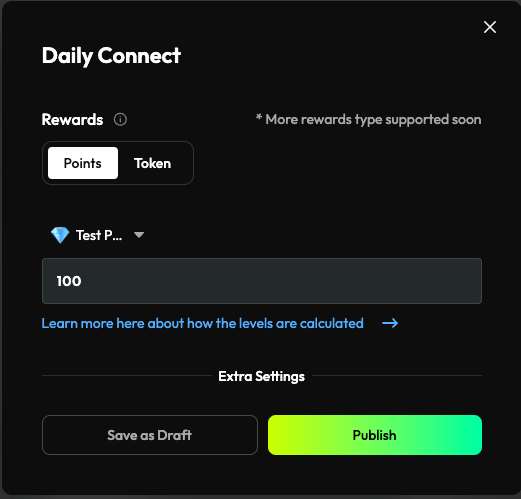 Daily Connect
Rewards
* More rewards type supported soon
Points
Token
Test P...
100
Learn more here about how the levels are calculated
Extra Settings
Save as Draft
Publish